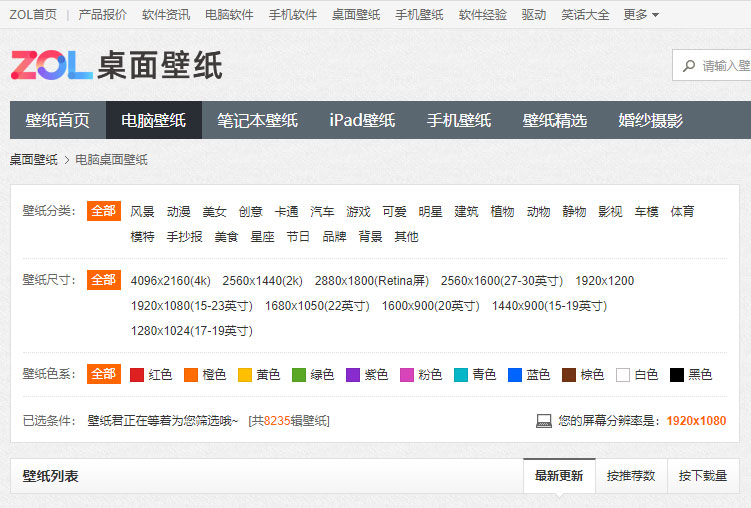 ZOL首页 | 产品报价 软件资讯 电脑软件 手机软件 桌面壁纸 手机壁纸 软件经验 驱动 笑话大全 更多
ZOL桌面壁纸
请输入壁
壁纸首页 电脑壁纸 笔记本壁纸 iPad壁纸 手机壁纸 壁纸精选 婚纱摄影
桌面壁纸 > 电脑桌面壁纸
壁纸分类： 全部 风景 动漫 美女 创意 卡通 汽车 游戏 可爱 明星 建筑 植物 动物 静物 影视 车模 体育
模特 手抄报 美食 星座 节日 品牌 背景 其他
壁纸尺寸： 全部 4096x2160(4k) 2560x1440(2k) 2880x1800(Retina屏) 2560x1600(27-30英寸) 1920x1200
1920x1080(15-23英寸) 1680x1050(22英寸) 1600x900(20英寸) 1440x900(15-19英寸)
1280x1024(17-19英寸)
壁纸色系： 全部 红色 橙色 黄色 绿色 紫色 粉色 青色 蓝色 棕色 白色 黑色
已选条件： 壁纸君正在等着为您筛选哦~ [共8235辑壁纸] 您的屏幕分辨率是：1920x1080
壁纸列表 最新更新 按推荐数 按下载量